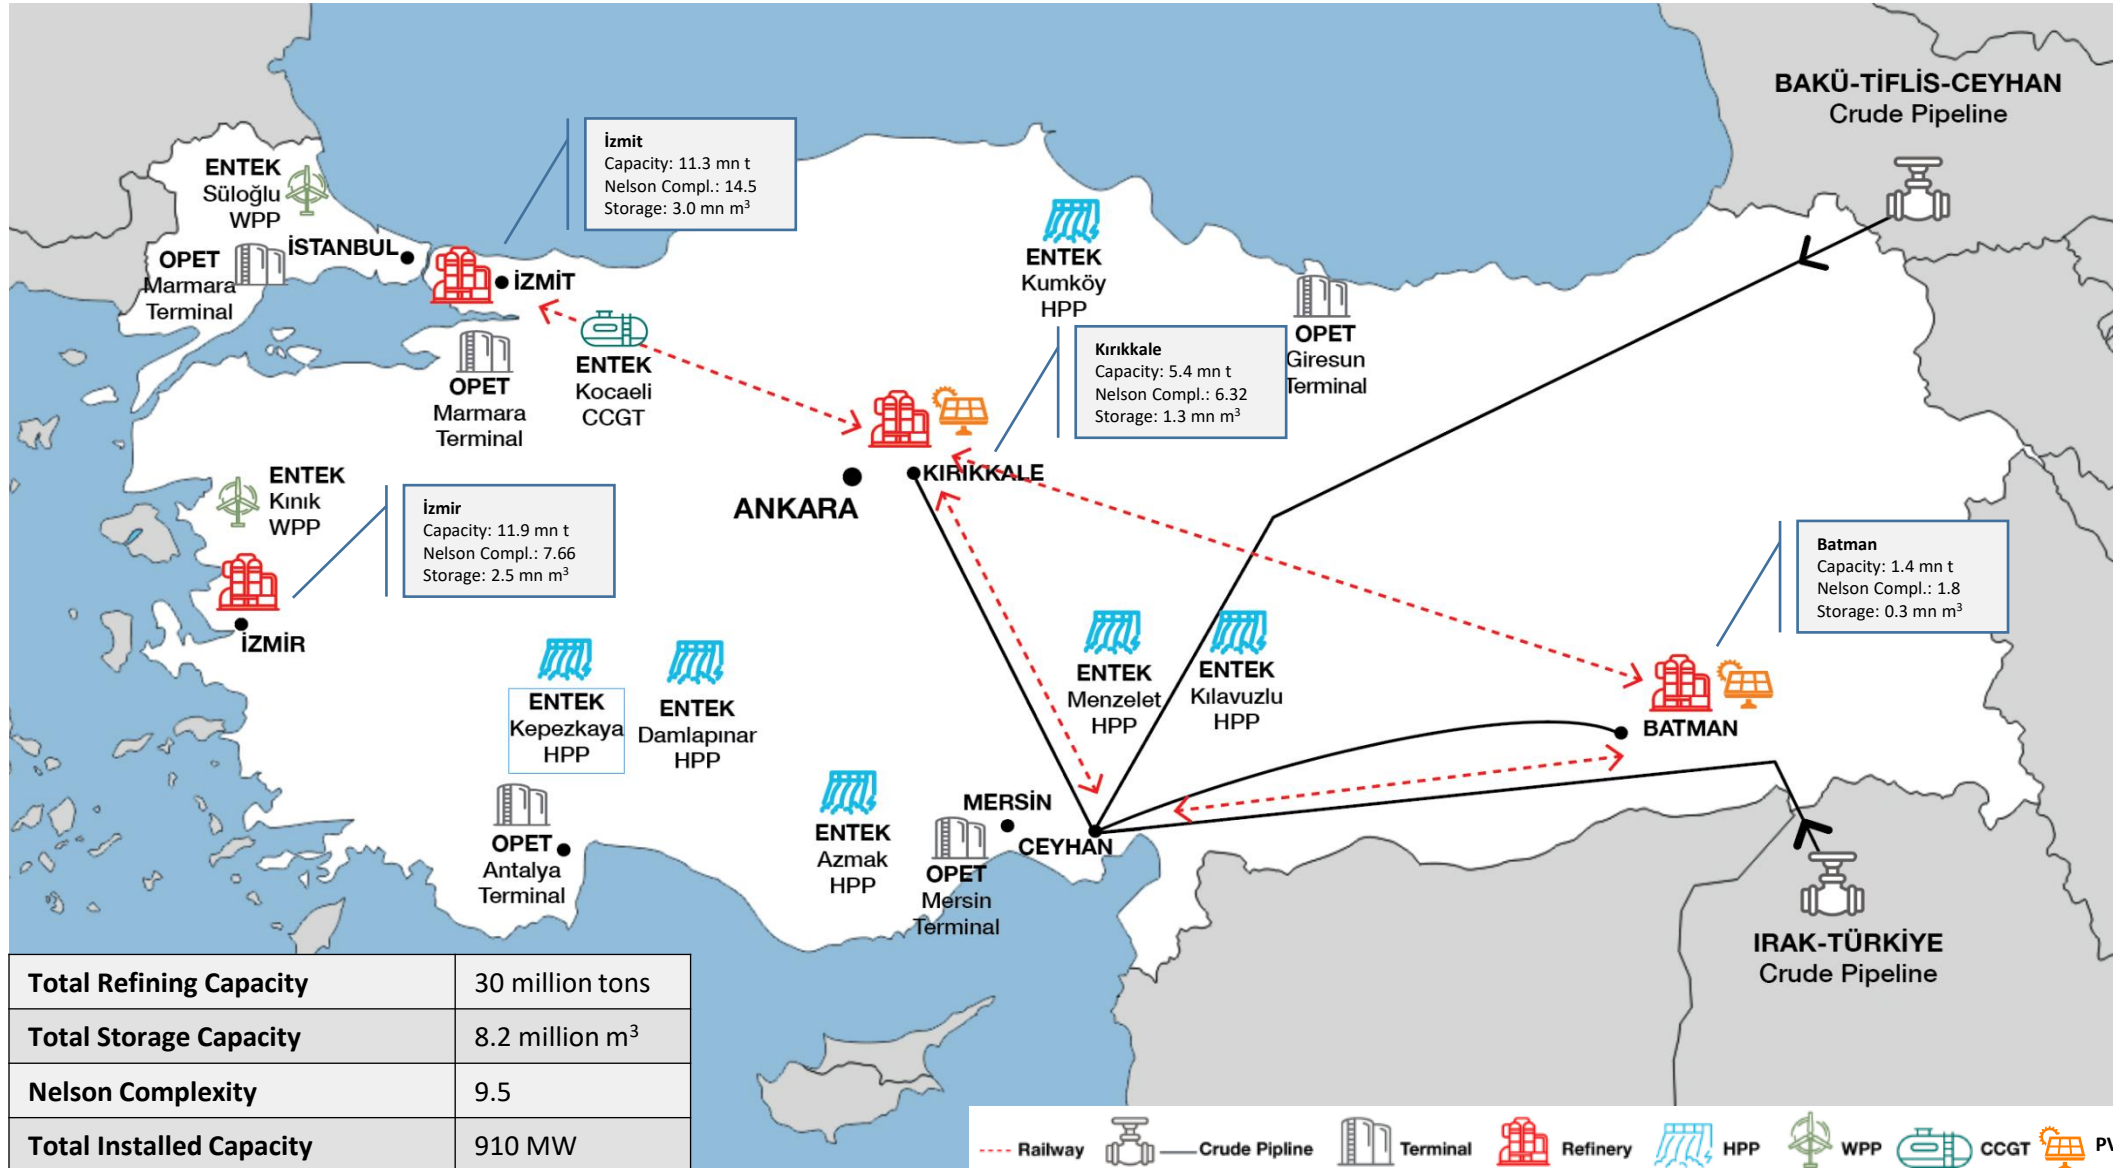 BAKÜ-TİFLİS-CEYHAN
Crude Pipeline
İzmit
Capacity: 11.3 mn t
Nelson Compl.: 14.5
Storage: 3.0 mn m³
ENTEK
Süloğlu
WPP
İSTANBUL
OPET
Marmara
Terminal
İZMİT
ENTEK
Kumköy
HPP
OPET
Giresun
Terminal
OPET
Marmara
Terminal
ENTEK
Kocaeli
CCGT
Kırıkkale
Capacity: 5.4 mn t
Nelson Compl.: 6.32
Storage: 1.3 mn m³
KIRIKKALE
ANKARA
ENTEK
Kınık
WPP
İzmir
Capacity: 11.9 mn t
Nelson Compl.: 7.66
Storage: 2.5 mn m³
İZMİR
Batman
Capacity: 1.4 mn t
Nelson Compl.: 1.8
Storage: 0.3 mn m³
BATMAN
ENTEK
Kepezkaya
HPP
ENTEK
Damlapınar
HPP
ENTEK
Menzelet
HPP
ENTEK
Kılavuzlu
HPP
OPET
Antalya
Terminal
ENTEK
Azmak
HPP
MERSİN
CEYHAN
OPET
Mersin
Terminal
IRAK-TÜRKİYE
Crude Pipeline
Total Refining Capacity 30 million tons
Total Storage Capacity 8.2 million m³
Nelson Complexity 9.5
Total Installed Capacity 910 MW
Railway Crude Pipline Terminal Refinery HPP WPP CCGT PV